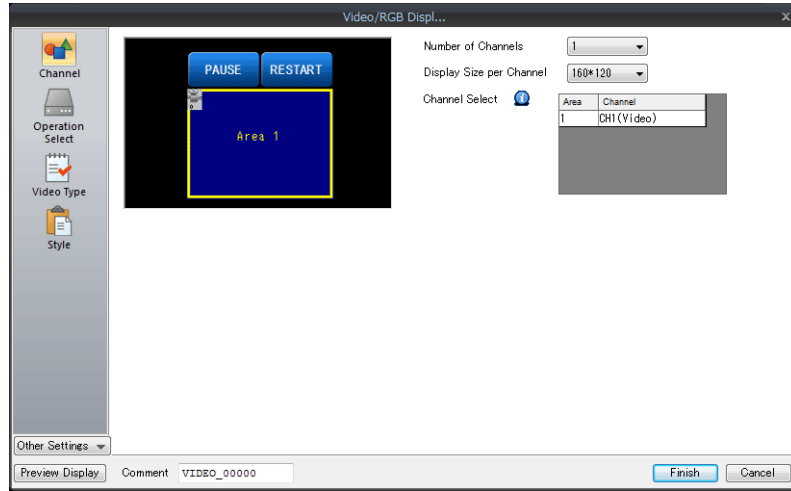 Video/RGB Displ...
x
Channel
Operation
Select
Video Type
Style
Other Settings
PAUSE RESTART
Area 1
Number of Channels 1
Display Size per Channel 160*120
Channel Select
Area Channel
1 CH1(Video)
Preview Display Comment VIDEO_00000 Finish Cancel